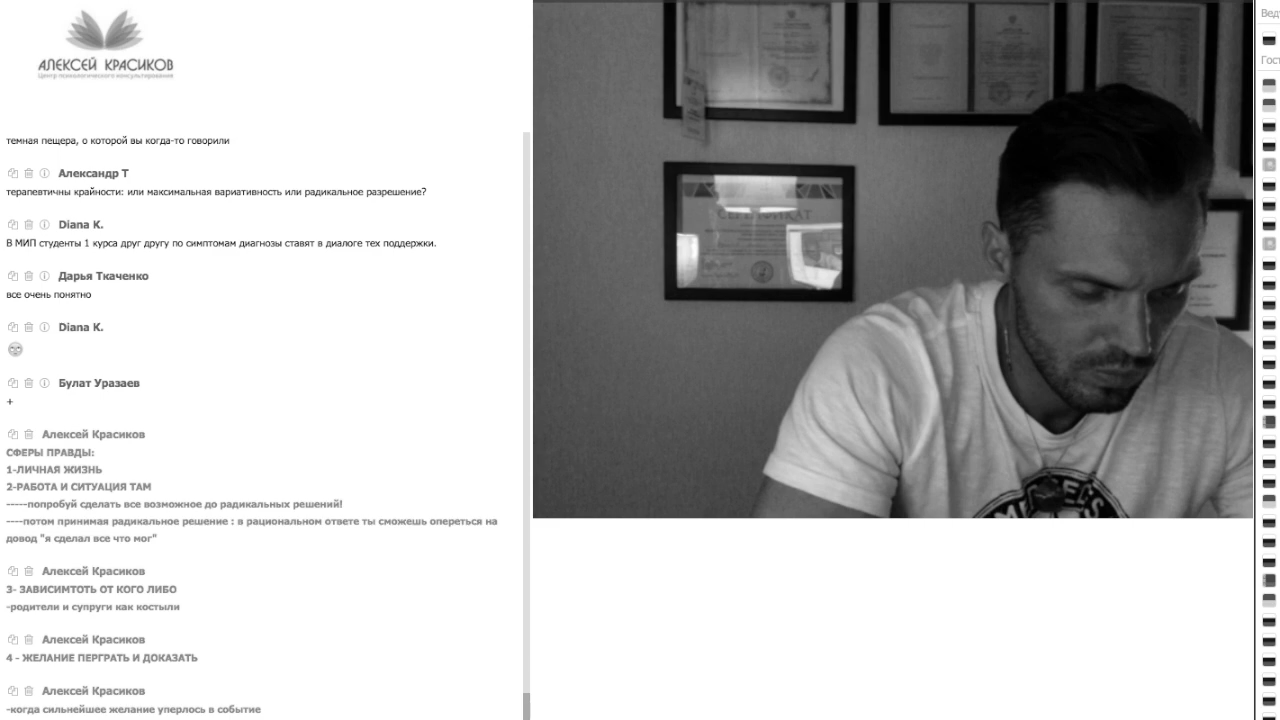 АЛЕКСЕЙ КРАСИКОВ
Центр психологического консультирования
темная пещера, о которой вы когда-то говорили
Александр Т
терапевтичны крайности: или максимальная вариативность или радикальное разрешение?
Diana K.
В МИП студенты 1 курса друг другу по симптомам диагнозы ставят в диалоге тех поддержки.
Дарья Ткаченко
все очень понятно
Diana K.
Булат Уразаев
+
Алексей Красиков
СФЕРЫ ПРАВДЫ:
1-ЛИЧНАЯ ЖИЗНЬ
2-РАБОТА И СИТУАЦИЯ ТАМ
-----попробуй сделать все возможное до радикальных решений!
----потом принимая радикальное решение : в рациональном ответе ты сможешь опереться на
довод "я сделал все что мог"
Алексей Красиков
3- ЗАВИСИМТОТЬ ОТ КОГО ЛИБО
-родители и супруги как костыли
Алексей Красиков
4 - ЖЕЛАНИЕ ПЕРГРАТЬ И ДОКАЗАТЬ
Алексей Красиков
-когда сильнейшее желание уперлось в событие
СЕРТИФИКАТ
Вед
Гост